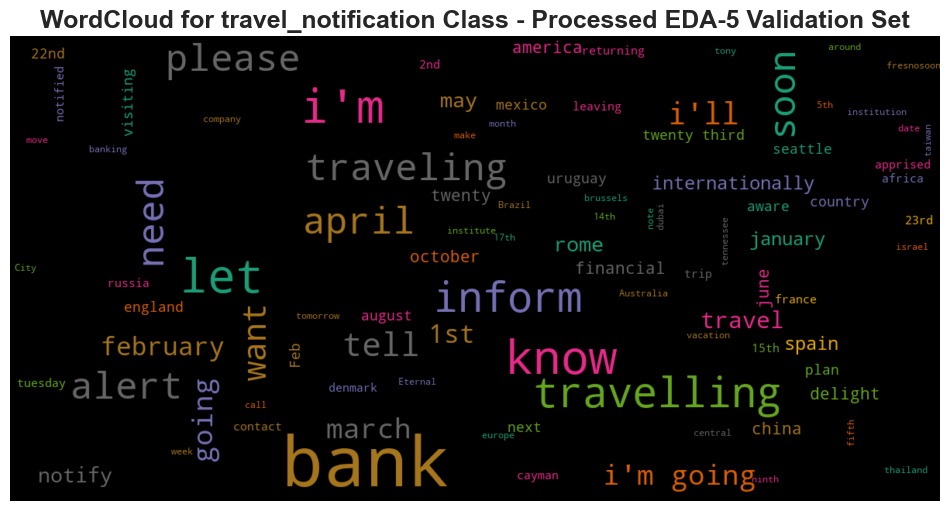 WordCloud for travel_notification Class - Processed EDA-5 Validation Set
22nd
notified
visiting
please
company
i'm
2nd
may
america
returning
mexico
leaving
month
make
i'll
tony
twenty third
soon
around
fresnosoon
5th
institution
date
taiwan
seattle
apprised
africa
move
banking
need
traveling
twenty
uruguay
brussels
Brazil
14th
internationally
note
dubai
aware
country
april
institute
17th
rome
tennessee
january
23rd
israel
october
financial
trip
City
let
russia
england
inform
Australia
june
france
tomorrow
august
want
1st
travel
vacation
february
Feb
tell
know
15th
spain
plan
tuesday
alert
going
denmark
Eternal
travelling
delight
call
contact
march
next
europe
central
china
fifth
week
bank
notify
cayman
i'm going
ninth
thailand